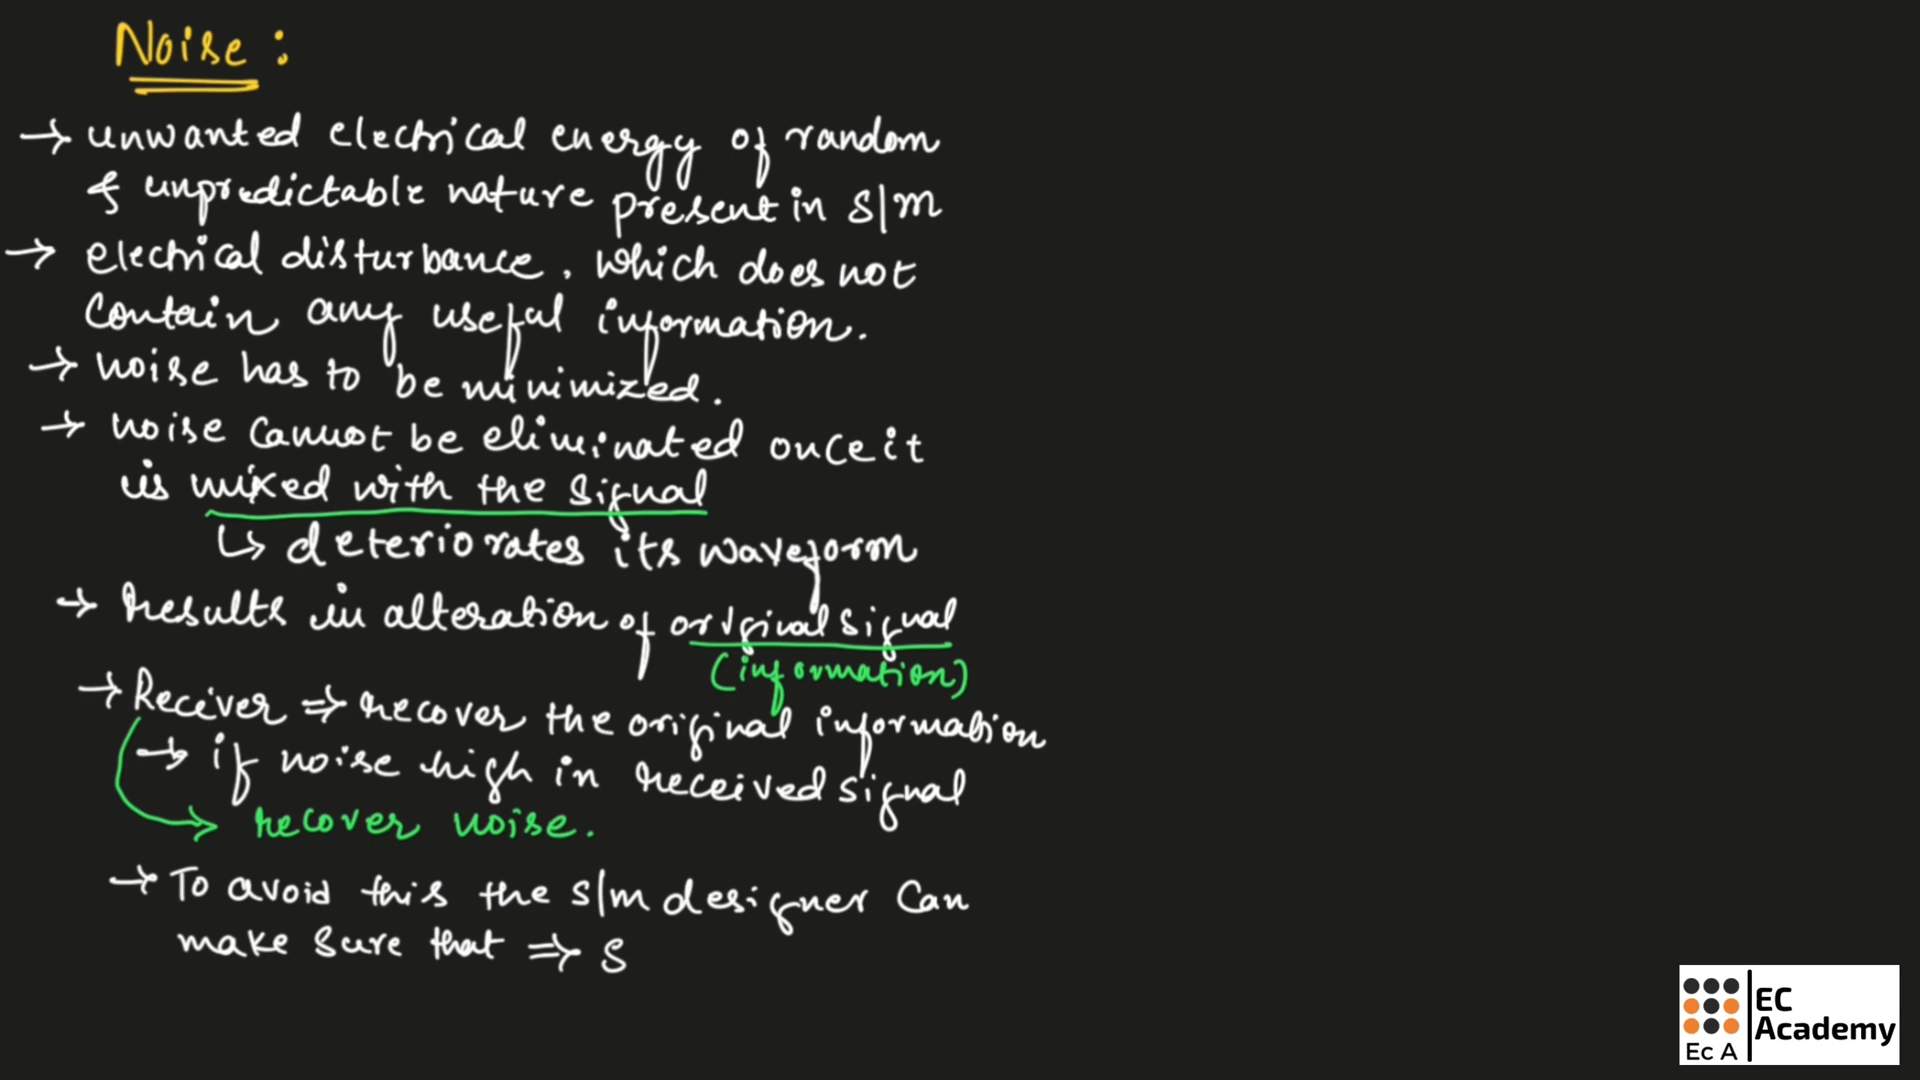 Noise :
→ unwanted electrical energy of random
& unpredictable nature present in s/m
→ electrical disturbance, which does not
contain any useful information.
→ noise has to be minimized.
→ noise cannot be eliminated once it
is mixed with the signal
↳ deteriorates its waveform
→ Results in alteration of original signal
(information)
→ Reciver ⇒ recover the original information
→ if noise high in received signal
→ recover noise.
→ To avoid this the s/m designer can
make sure that ⇒ S
EC
Academy
Ec A